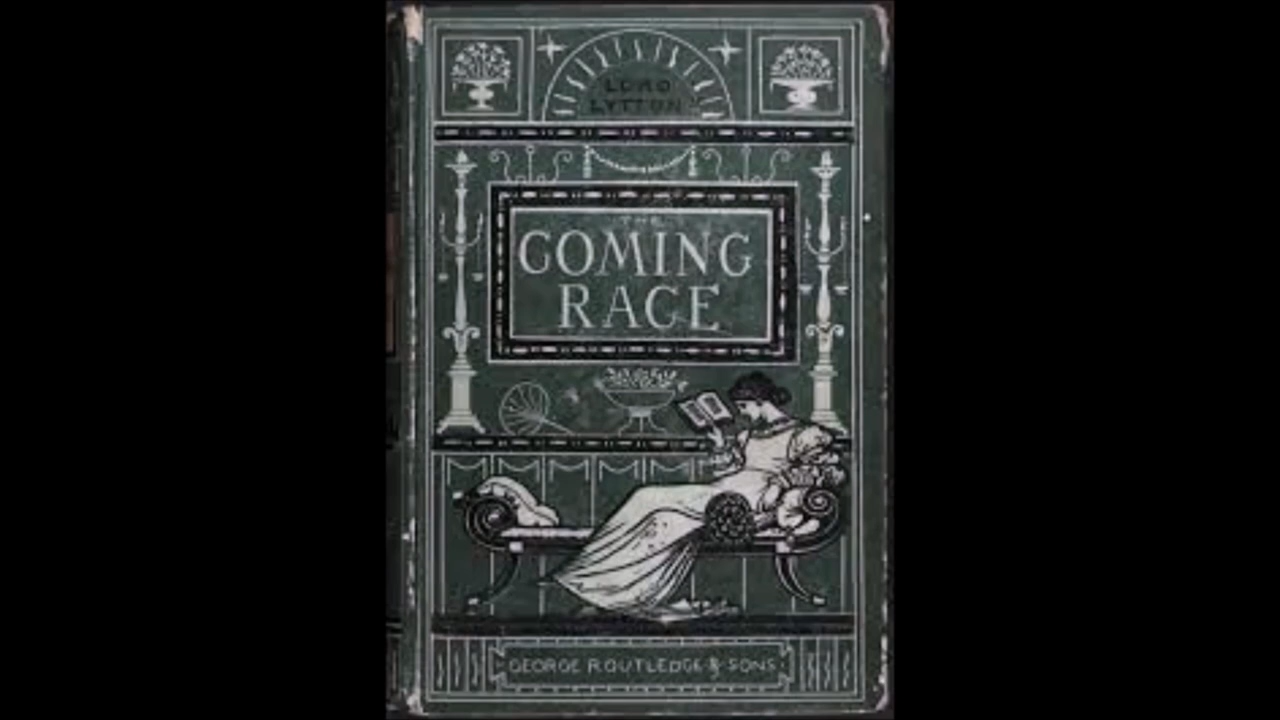 LORD
LYTTON
THE
COMING
RACE
GEORGE ROUTLEDGE & SONS